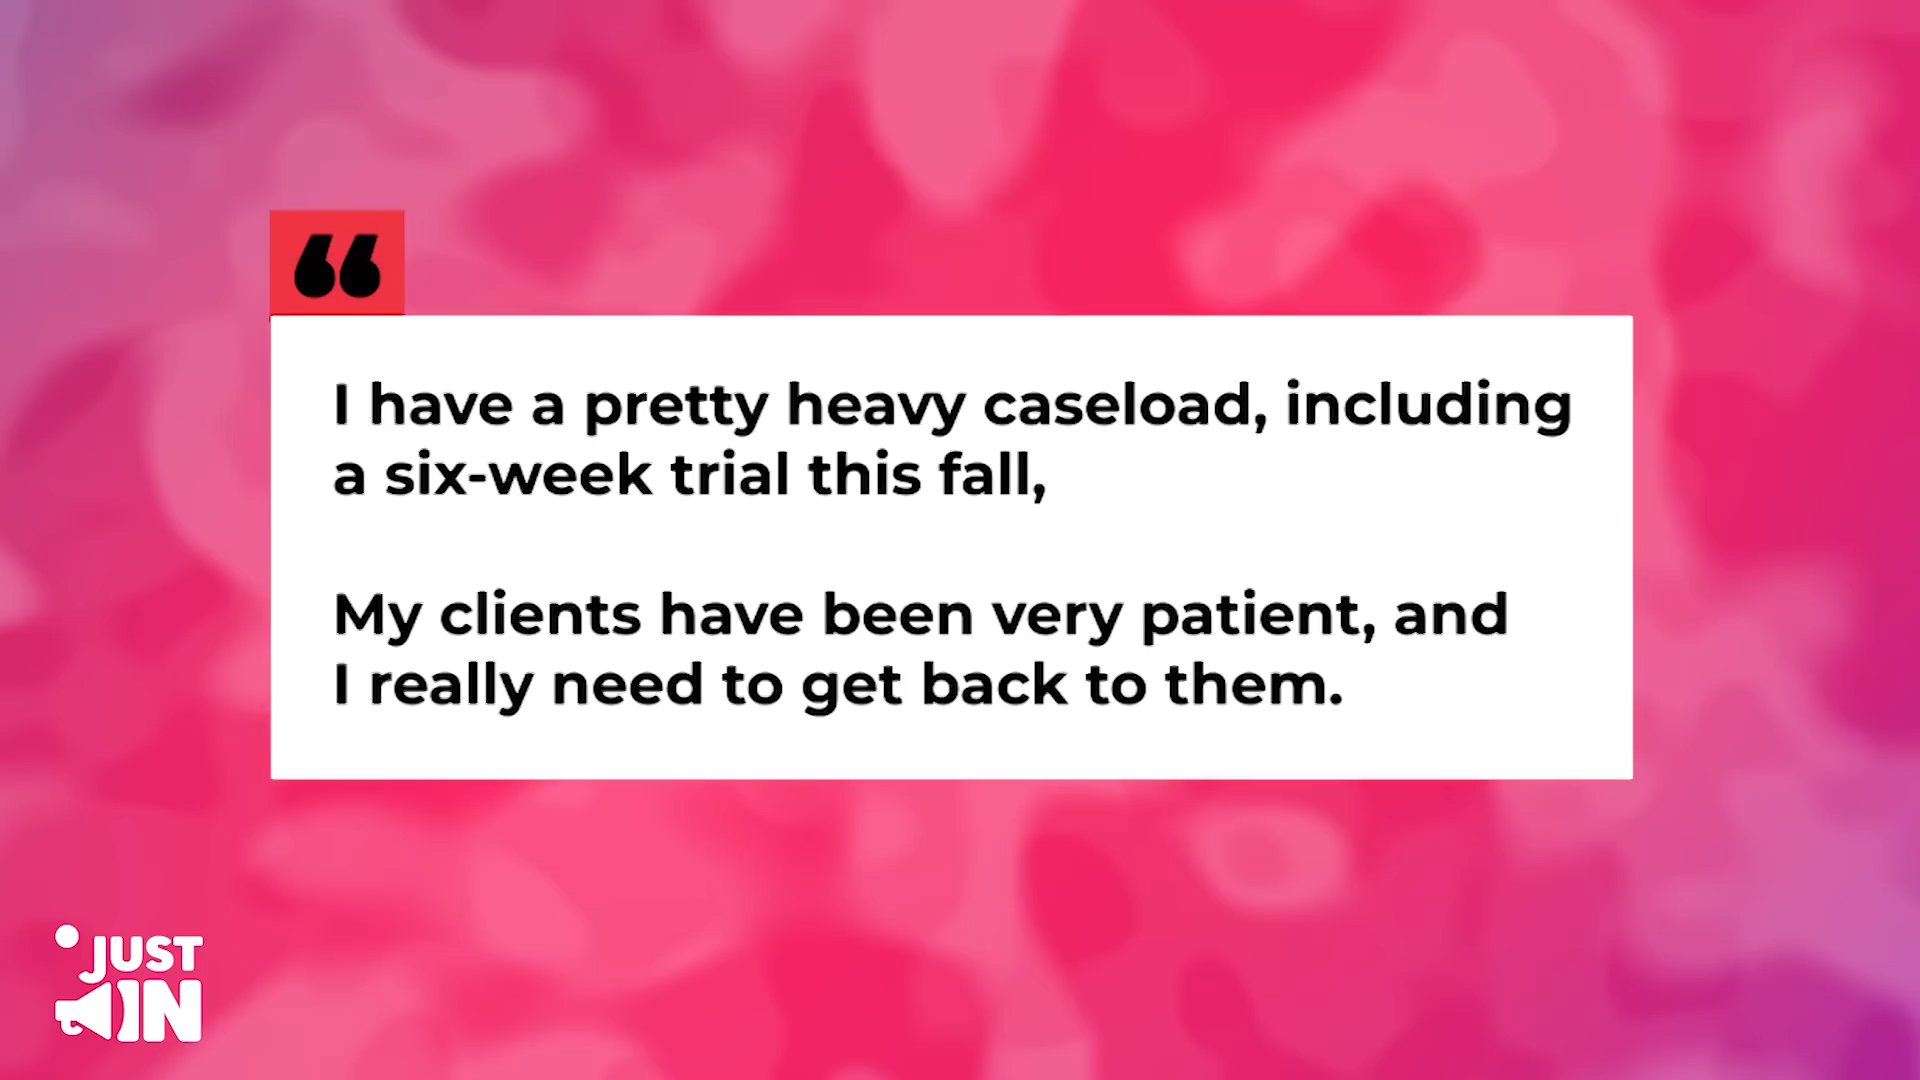 “
I have a pretty heavy caseload, including
a six-week trial this fall,
My clients have been very patient, and
I really need to get back to them.
JUST
IN